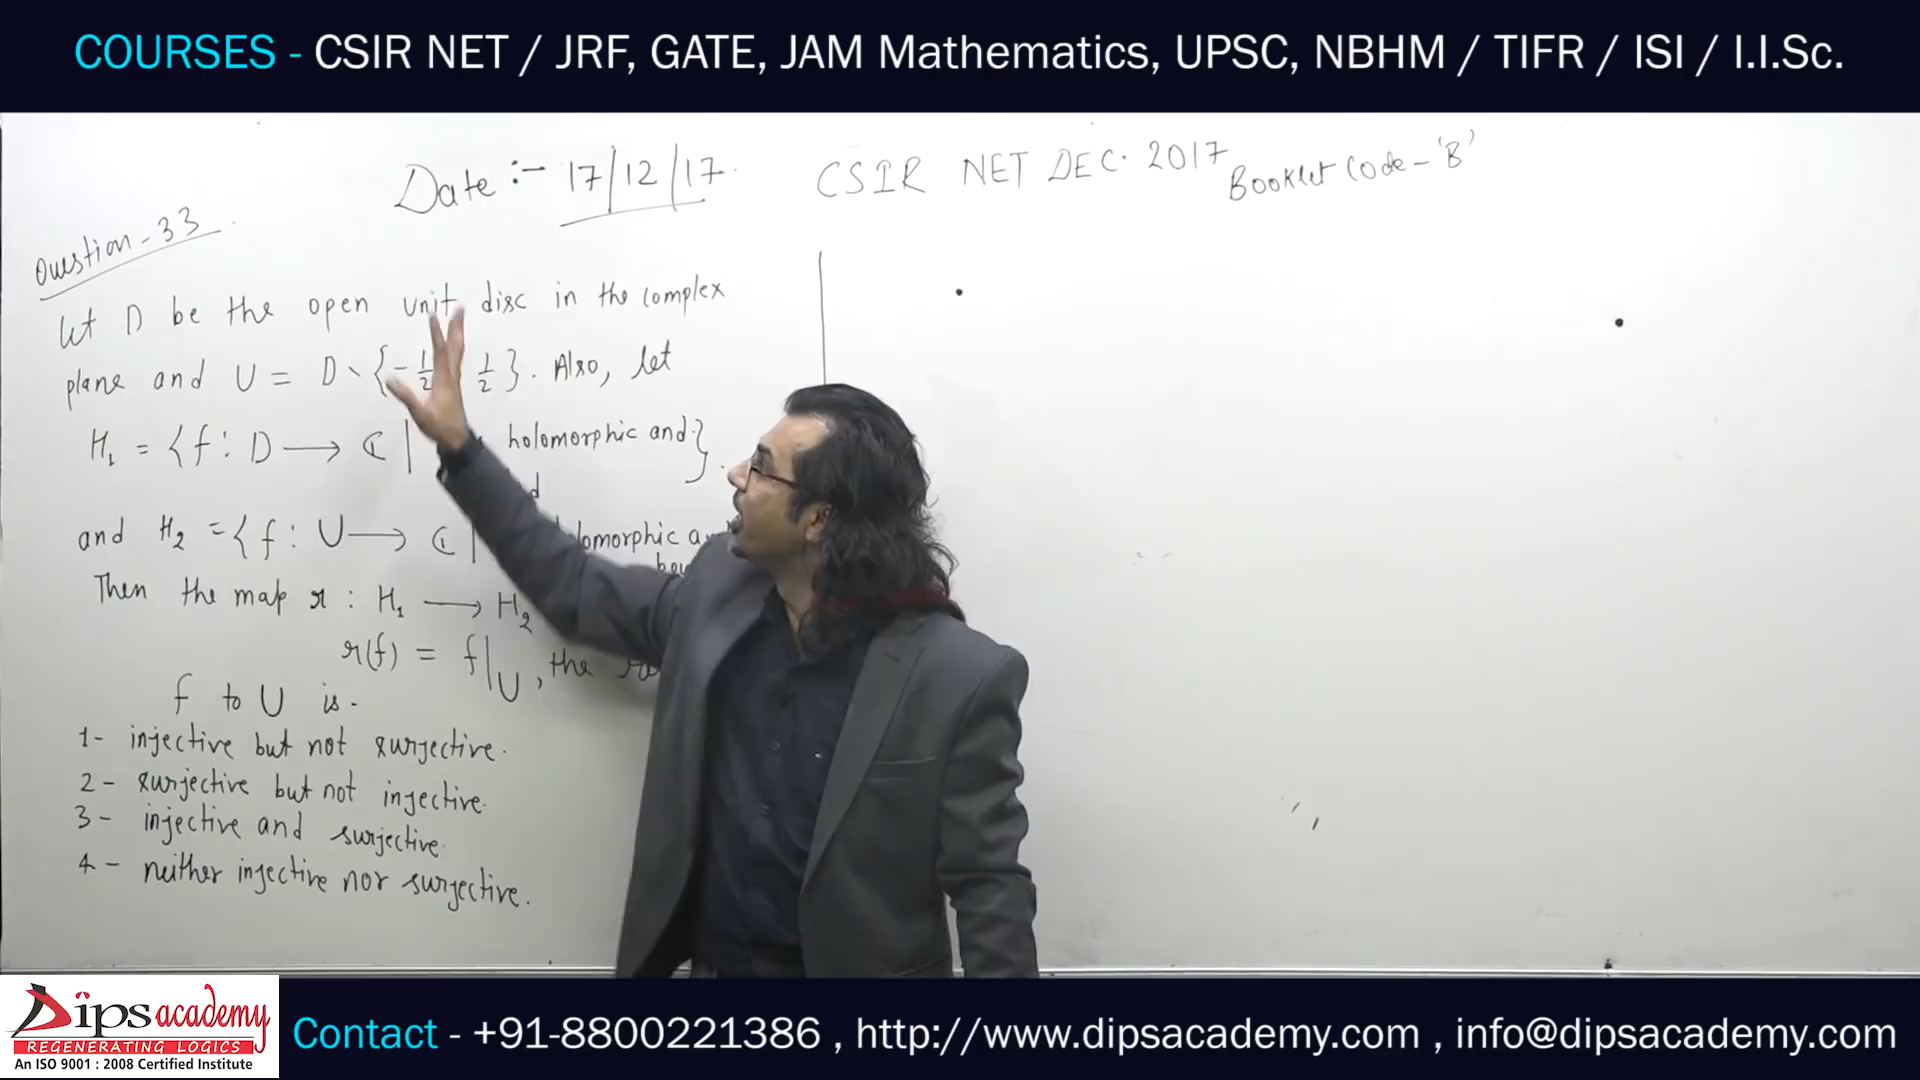 COURSES - CSIR NET / JRF, GATE, JAM Mathematics, UPSC, NBHM / TIFR / ISI / I.I.Sc.
Date :- 17/12/17. CSIR NET DEC. 2017 Booklet Code - 'B'
Question - 33
Let D be the open unit disc in the complex
plane and U = D \ { -1/2 1/2 }. Also, let
H₁ = { f : D ⟶ ℂ | holomorphic and }.
and H₂ = { f : U ⟶ ℂ | holomorphic
Then the map r : H₁ ⟶ H₂
r(f) = f|U, the
f to U is.
1- injective but not surjective.
2- surjective but not injective.
3- injective and surjective.
4- neither injective nor surjective.
Dips academy
REGENERATING LOGICS
An ISO 9001 : 2008 Certified Institute
Contact - +91-8800221386 , http://www.dipsacademy.com , info@dipsacademy.com